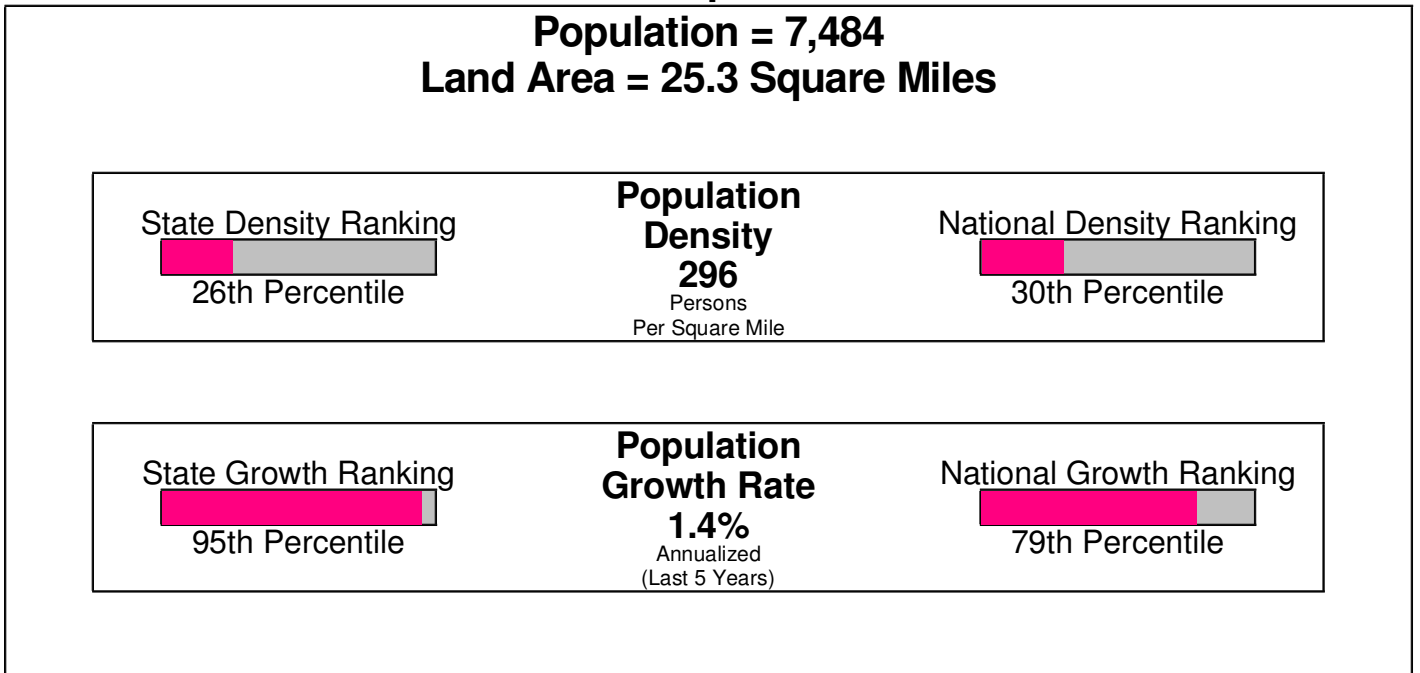 Population = 7,484
Land Area = 25.3 Square Miles
State Density Ranking
26th Percentile
Population
Density
296
Persons
Per Square Mile
National Density Ranking
30th Percentile
State Growth Ranking
95th Percentile
Population
Growth Rate
1.4%
Annualized
(Last 5 Years)
National Growth Ranking
79th Percentile